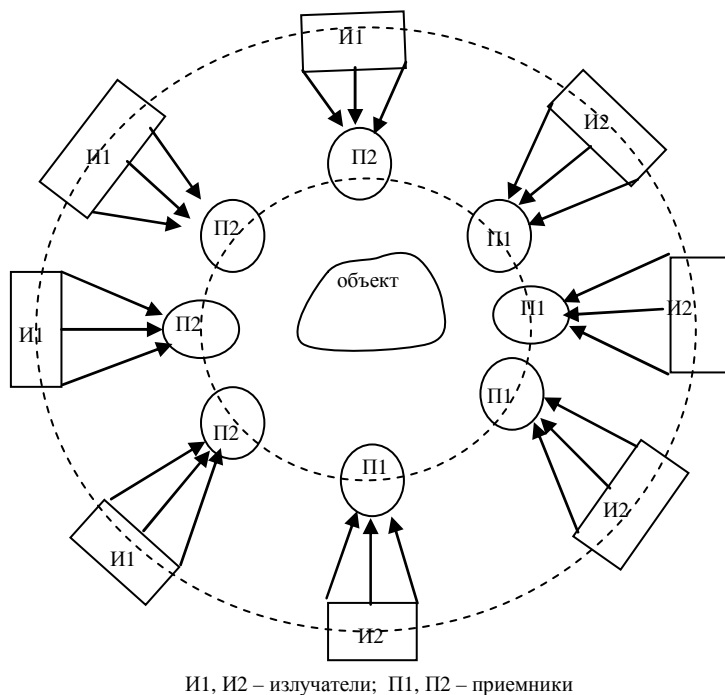 И1
И2
П2
И1
П2
П1
объект
И1
П2
П1
И2
П1
П2
П1
И2
И1
И2
И1, И2 – излучатели; П1, П2 – приемники